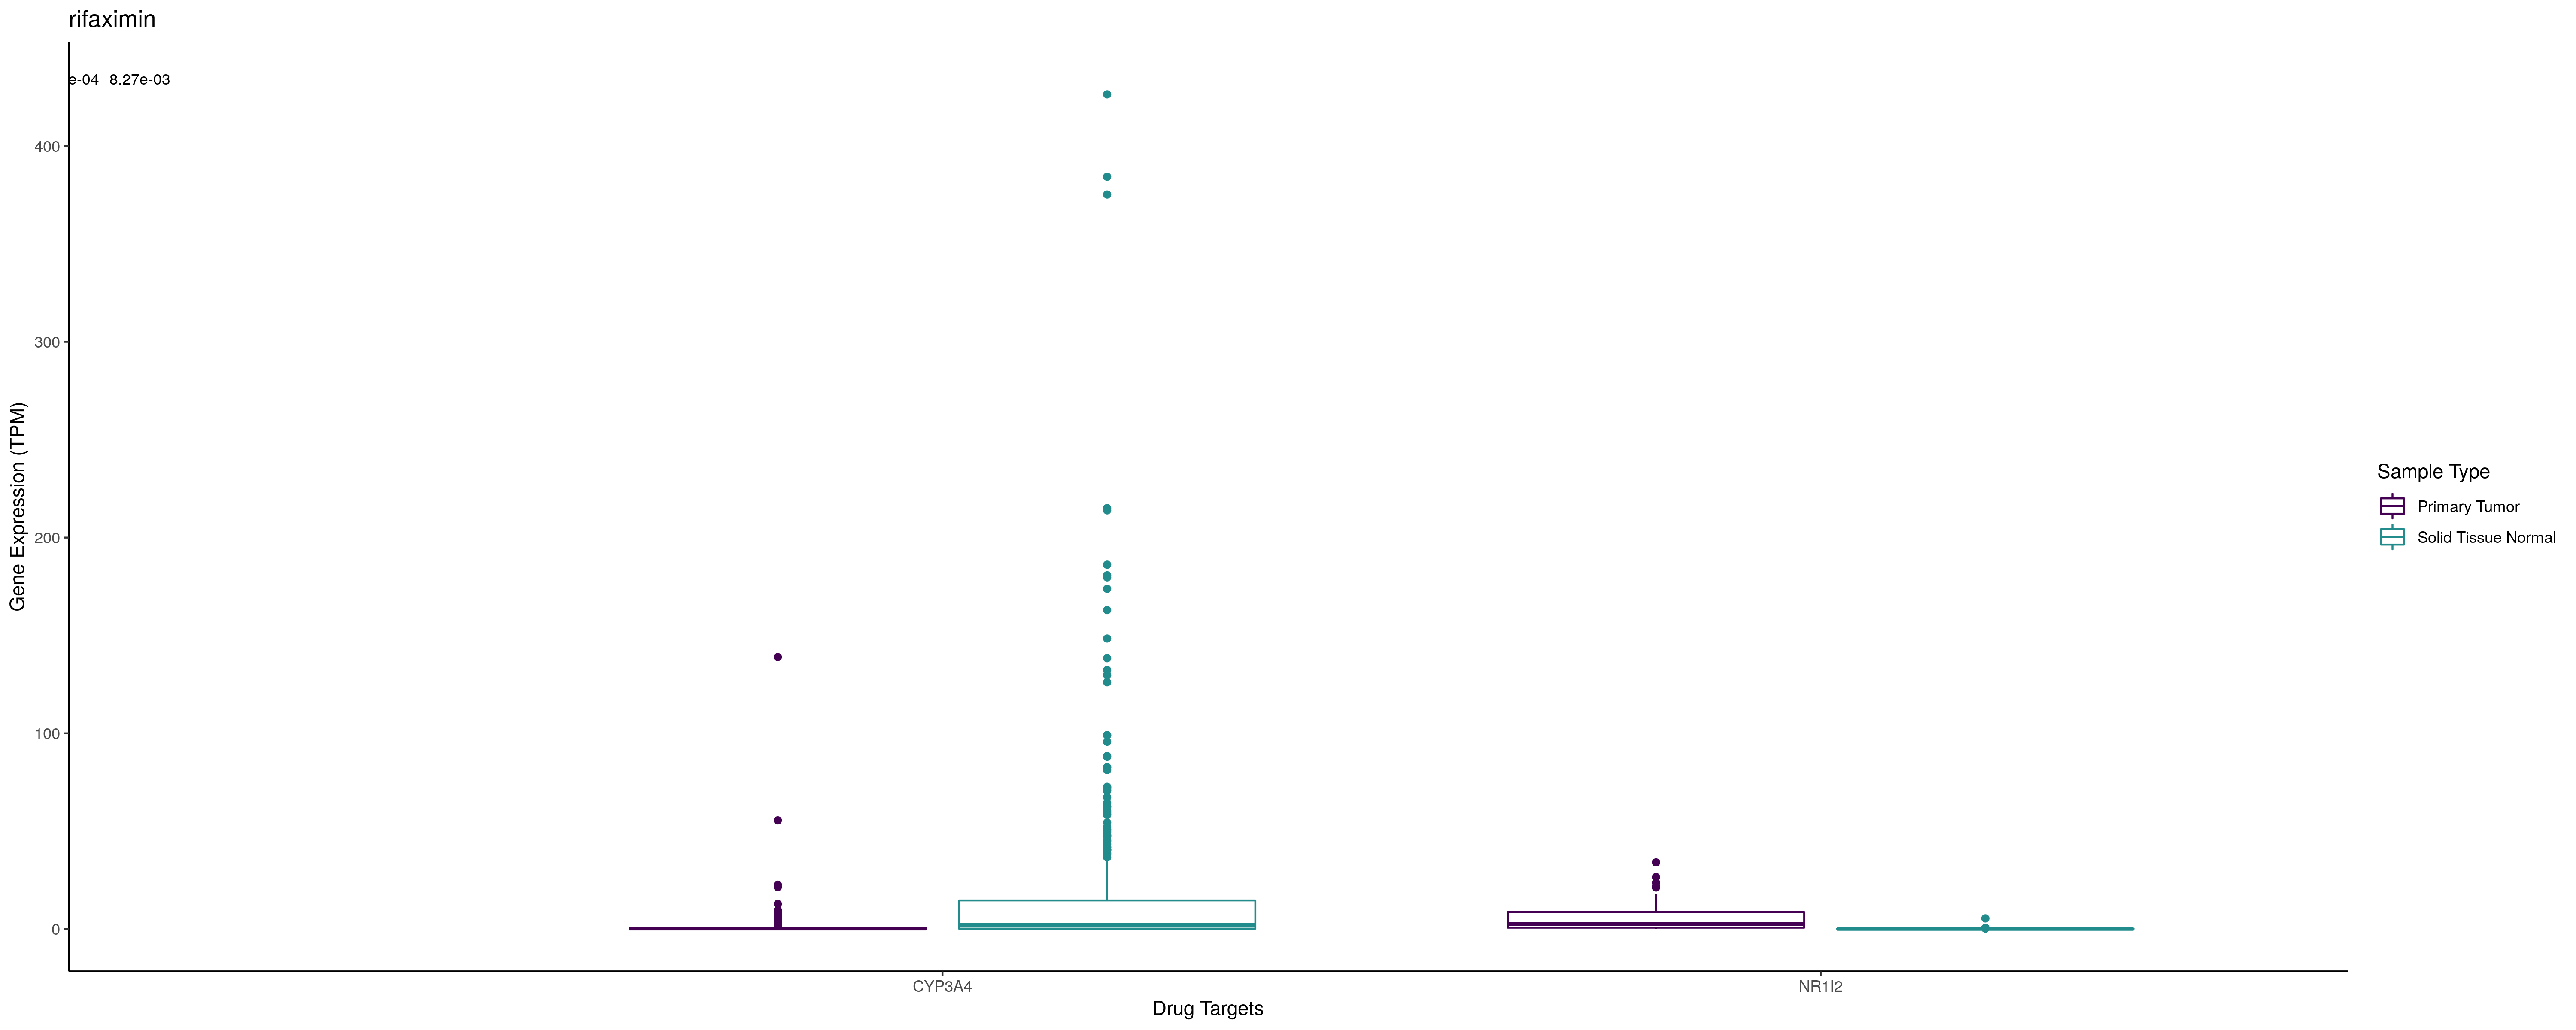 rifaximin
e-04 8.27e-03
400
300
200
100
0
Gene Expression (TPM)
CYP3A4
NR1I2
Drug Targets
Sample Type
Primary Tumor
Solid Tissue Normal